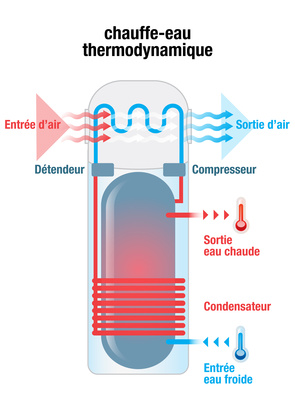 chauffe-eau
thermodynamique
Entrée d'air
Sortie d'air
Détendeur
Compresseur
Sortie
eau chaude
Condensateur
Entrée
eau froide